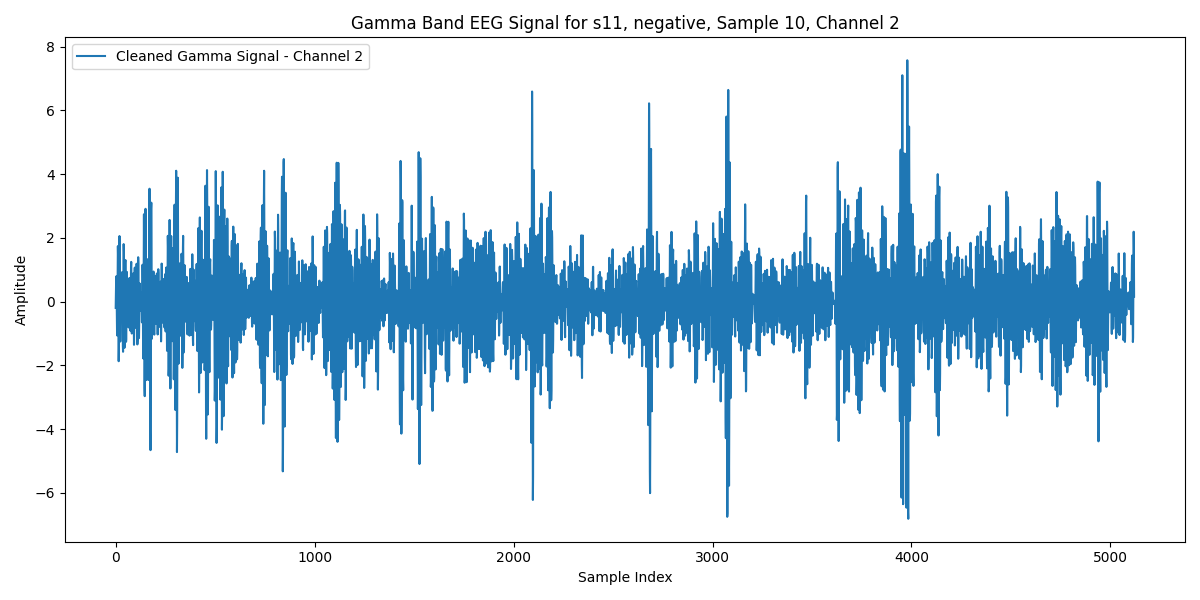 Gamma Band EEG Signal for s11, negative, Sample 10, Channel 2
Cleaned Gamma Signal - Channel 2
8
6
4
2
0
−2
−4
−6
Amplitude
0 1000 2000 3000 4000 5000
Sample Index